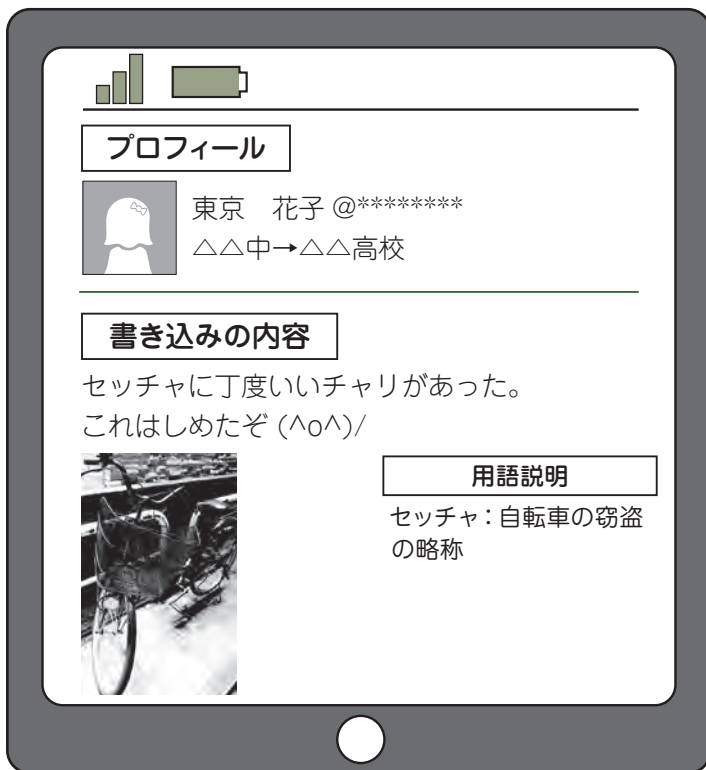 プロフィール
東京　花子 @********
△△中→△△高校
書き込みの内容
セッチャに丁度いいチャリがあった。
これはしめたぞ (^o^)/
用語説明
セッチャ：自転車の窃盗
の略称